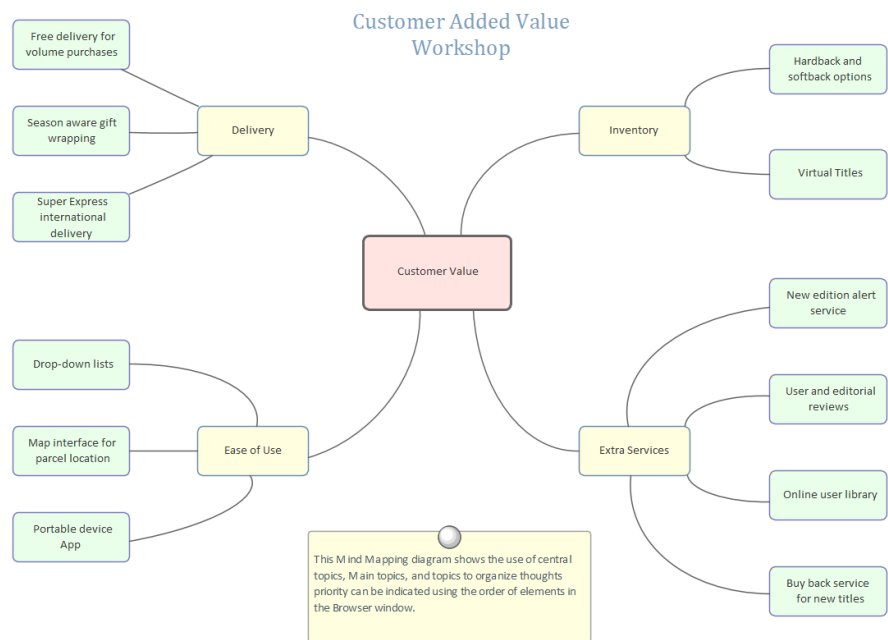 Customer Added Value
Workshop
Free delivery for
volume purchases
Season aware gift
wrapping
Super Express
international
delivery
Delivery
Inventory
Hardback and
softback options
Virtual Titles
Customer Value
Drop-down lists
Map interface for
parcel location
Portable device
App
Ease of Use
Extra Services
New edition alert
service
User and editorial
reviews
Online user library
Buy back service
for new titles
This Mind Mapping diagram shows the use of central
topics, Main topics, and topics to organize thoughts
priority can be indicated using the order of elements in
the Browser window.